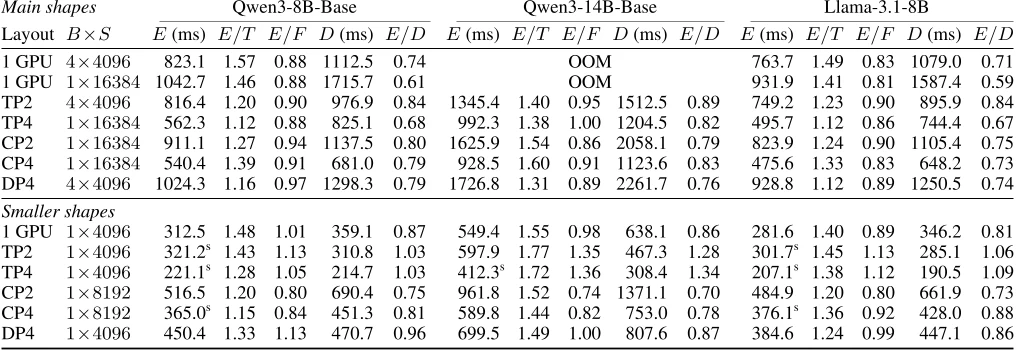 Main shapes Qwen3-8B-Base Qwen3-14B-Base Llama-3.1-8B
Layout B×S E (ms) E/T E/F D (ms) E/D E (ms) E/T E/F D (ms) E/D E (ms) E/T E/F D (ms) E/D
1 GPU 4×4096 823.1 1.57 0.88 1112.5 0.74 OOM 763.7 1.49 0.83 1079.0 0.71
1 GPU 1×16384 1042.7 1.46 0.88 1715.7 0.61 OOM 931.9 1.41 0.81 1587.4 0.59
TP2 4×4096 816.4 1.20 0.90 976.9 0.84 1345.4 1.40 0.95 1512.5 0.89 749.2 1.23 0.90 895.9 0.84
TP4 1×16384 562.3 1.12 0.88 825.1 0.68 992.3 1.38 1.00 1204.5 0.82 495.7 1.12 0.86 744.4 0.67
CP2 1×16384 911.1 1.27 0.94 1137.5 0.80 1625.9 1.54 0.86 2058.1 0.79 823.9 1.24 0.90 1105.4 0.75
CP4 1×16384 540.4 1.39 0.91 681.0 0.79 928.5 1.60 0.91 1123.6 0.83 475.6 1.33 0.83 648.2 0.73
DP4 4×4096 1024.3 1.16 0.97 1298.3 0.79 1726.8 1.31 0.89 2261.7 0.76 928.8 1.12 0.89 1250.5 0.74
Smaller shapes
1 GPU 1×4096 312.5 1.48 1.01 359.1 0.87 549.4 1.55 0.98 638.1 0.86 281.6 1.40 0.89 346.2 0.81
TP2 1×4096 321.2ˢ 1.43 1.13 310.8 1.03 597.9 1.77 1.35 467.3 1.28 301.7ˢ 1.45 1.13 285.1 1.06
TP4 1×4096 221.1ˢ 1.28 1.05 214.7 1.03 412.3ˢ 1.72 1.36 308.4 1.34 207.1ˢ 1.38 1.12 190.5 1.09
CP2 1×8192 516.5 1.20 0.80 690.4 0.75 961.8 1.52 0.74 1371.1 0.70 484.9 1.20 0.80 661.9 0.73
CP4 1×8192 365.0ˢ 1.15 0.84 451.3 0.81 589.8 1.44 0.82 753.0 0.78 376.1ˢ 1.36 0.92 428.0 0.88
DP4 1×4096 450.4 1.33 1.13 470.7 0.96 699.5 1.49 1.00 807.6 0.87 384.6 1.24 0.99 447.1 0.86